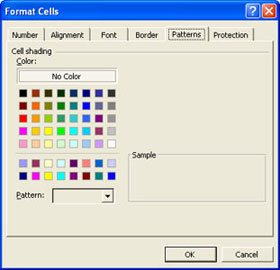 Format Cells
Number Alignment Font Border Patterns Protection
Cell shading
Color:
No Color
Sample
Pattern:
OK Cancel